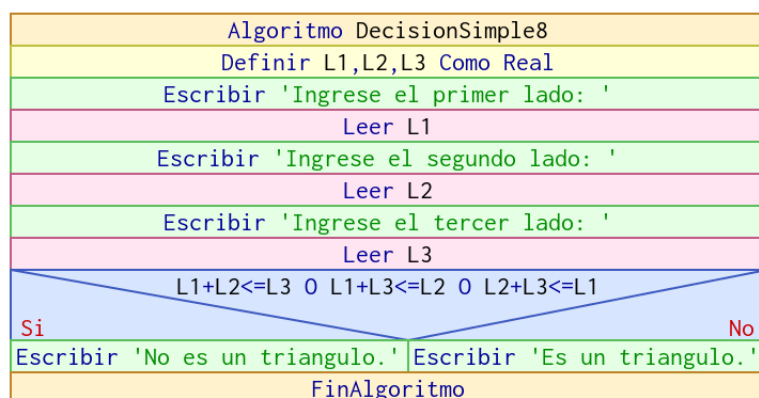 Algoritmo DecisionSimple8
Definir L1,L2,L3 Como Real
Escribir 'Ingrese el primer lado: '
Leer L1
Escribir 'Ingrese el segundo lado: '
Leer L2
Escribir 'Ingrese el tercer lado: '
Leer L3
L1+L2<=L3 O L1+L3<=L2 O L2+L3<=L1
Si No
Escribir 'No es un triangulo.' Escribir 'Es un triangulo.'
FinAlgoritmo